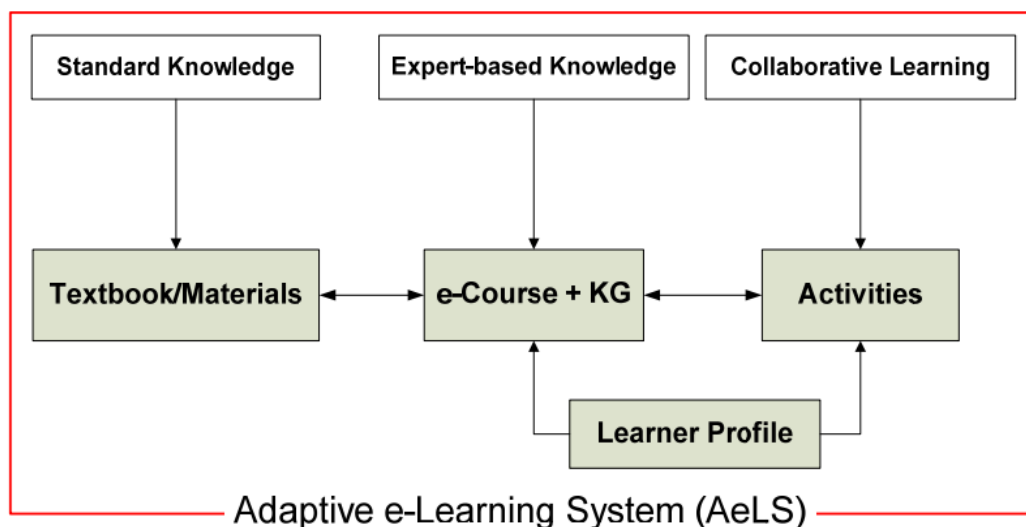 Standard Knowledge
Expert-based Knowledge
Collaborative Learning
Textbook/Materials
e-Course + KG
Activities
Learner Profile
Adaptive e-Learning System (AeLS)